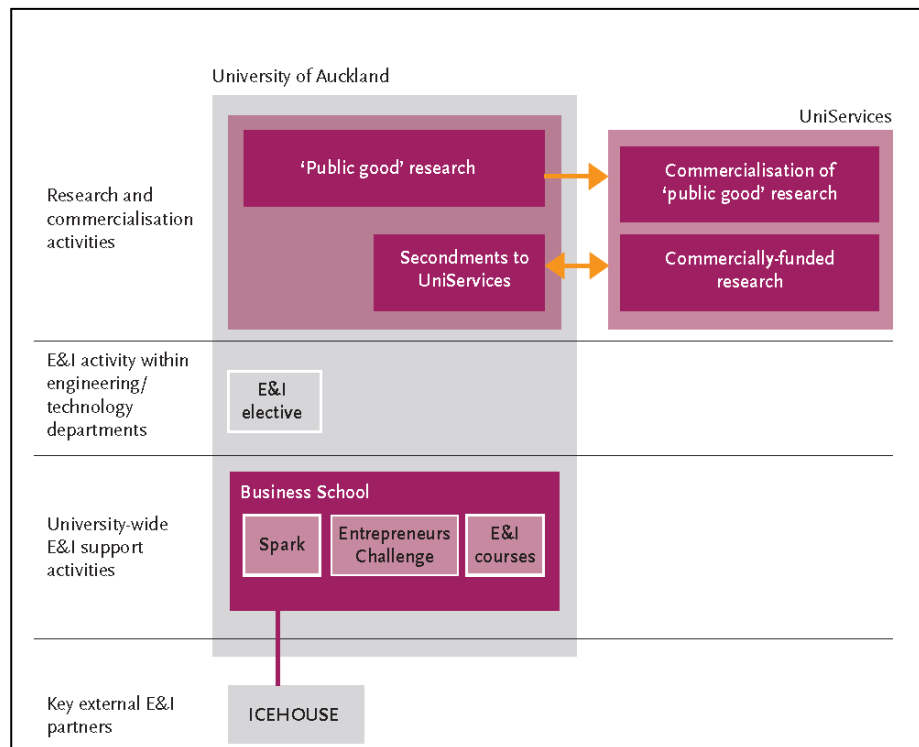 University of Auckland
UniServices
Research and
commercialisation
activities
‘Public good’ research
Commercialisation of
‘public good’ research
Secondments to
UniServices
Commercially-funded
research
E&I activity within
engineering/
technology
departments
E&I
elective
University-wide
E&I support
activities
Business School
Spark
Entrepreneurs
Challenge
E&I
courses
Key external E&I
partners
ICEHOUSE